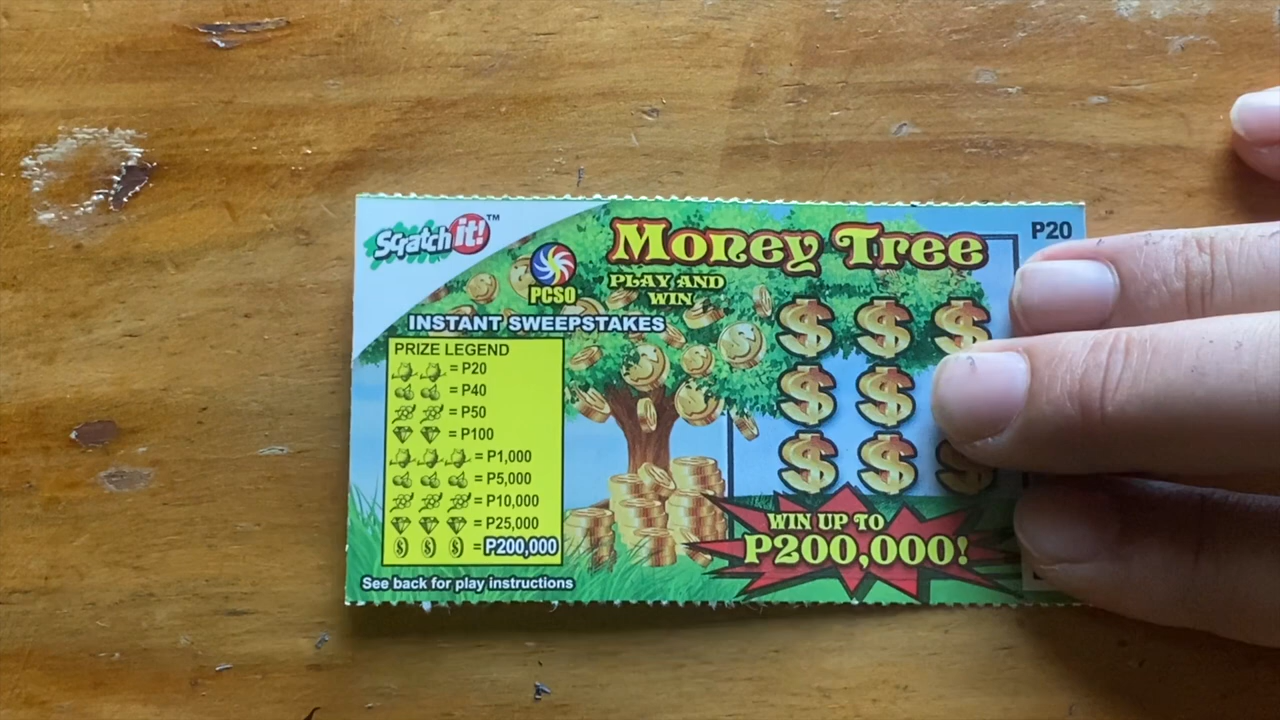 Scratch it!™
PCSO
Money Tree
P20
PLAY AND
WIN
INSTANT SWEEPSTAKES
PRIZE LEGEND
= P20
= P40
= P50
= P100
= P1,000
= P5,000
= P10,000
= P25,000
= P200,000
See back for play instructions
$ $ $
$ $
$ $ $
WIN UP TO
P200,000!